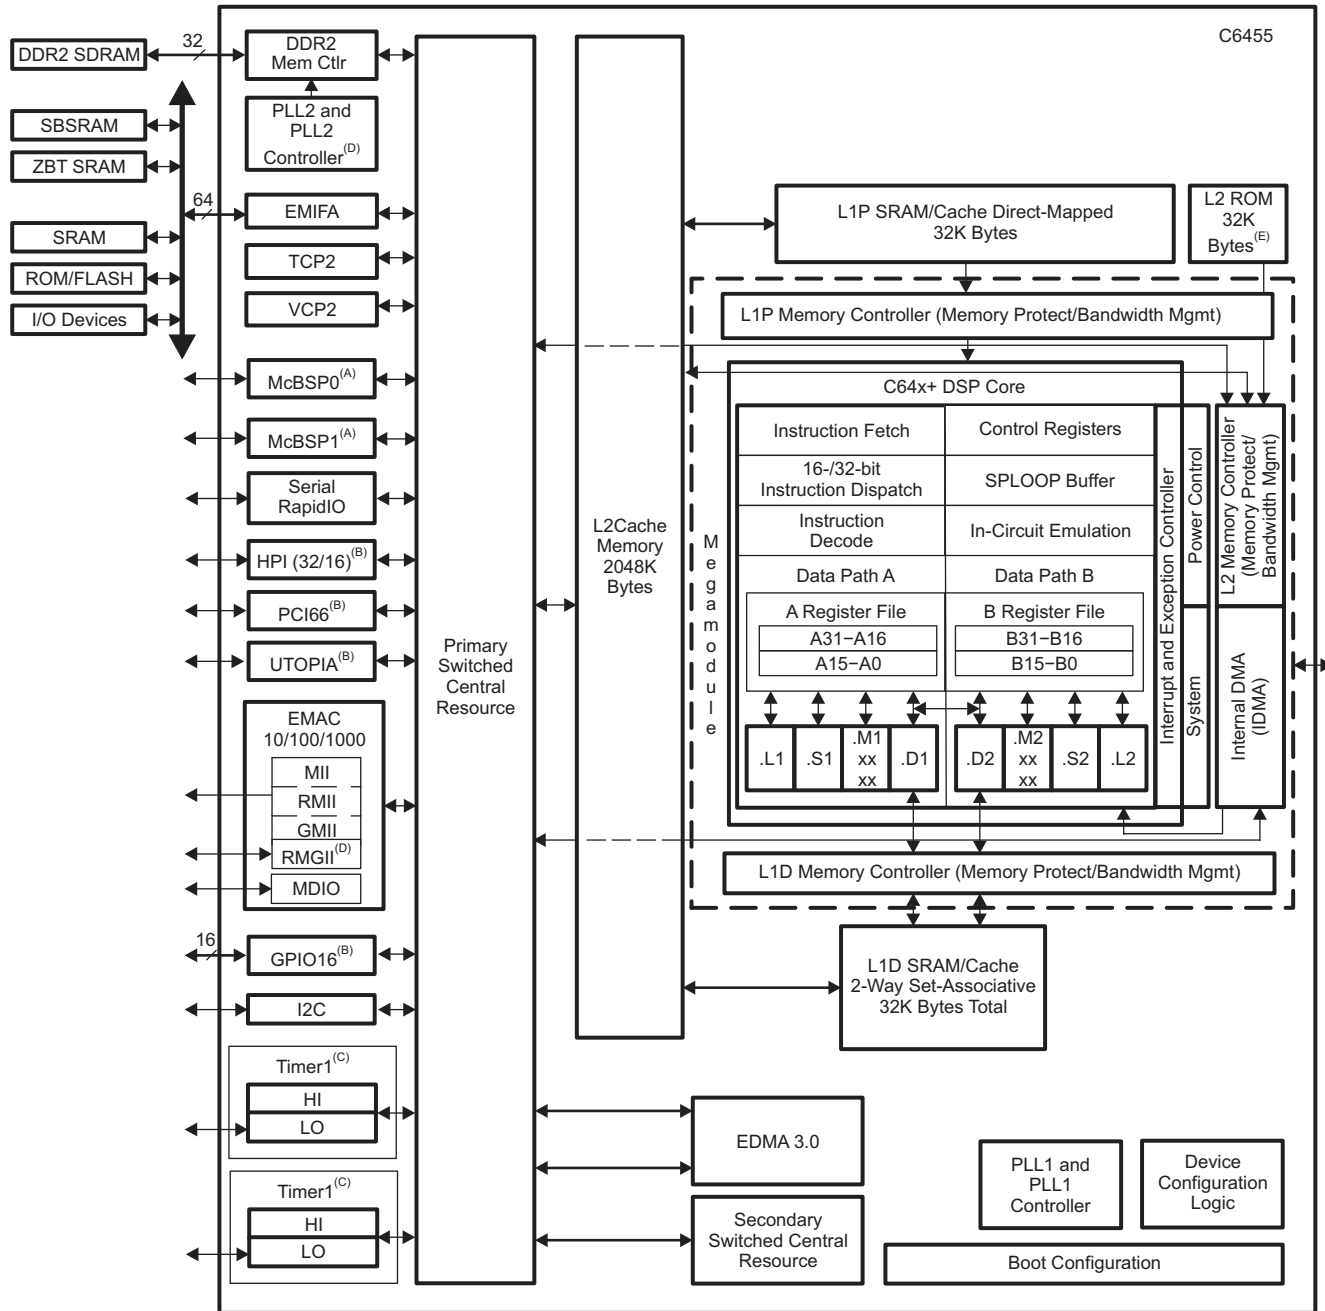 C6455
DDR2 SDRAM
32
DDR2
Mem Ctlr
PLL2 and
PLL2
Controller(D)
SBSRAM
ZBT SRAM
64
EMIFA
SRAM
TCP2
ROM/FLASH
VCP2
I/O Devices
McBSP0(A)
McBSP1(A)
Serial
RapidIO
HPI (32/16)(B)
PCI66(B)
UTOPIA(B)
EMAC
10/100/1000
MII
RMII
GMII
RMGII(D)
MDIO
16
GPIO16(B)
I2C
Timer1(C)
HI
LO
Timer1(C)
HI
LO
Primary
Switched
Central
Resource
L2Cache
Memory
2048K
Bytes
L1P SRAM/Cache Direct-Mapped
32K Bytes
L2 ROM
32K
Bytes(E)
L1P Memory Controller (Memory Protect/Bandwidth Mgmt)
Megamodule
C64x+ DSP Core
Instruction Fetch
Control Registers
16-/32-bit
Instruction Dispatch
SPLOOP Buffer
Instruction
Decode
In-Circuit Emulation
Data Path A
Data Path B
A Register File
B Register File
A31−A16
B31−B16
A15−A0
B15−B0
.L1
.S1
.M1
xx
xx
.D1
.D2
.M2
xx
xx
.S2
.L2
Interrupt and Exception Controller
Power Control
System
L2 Memory Controller
(Memory Protect/
Bandwidth Mgmt)
Internal DMA
(IDMA)
L1D Memory Controller (Memory Protect/Bandwidth Mgmt)
L1D SRAM/Cache
2-Way Set-Associative
32K Bytes Total
EDMA 3.0
Secondary
Switched Central
Resource
PLL1 and
PLL1
Controller
Device
Configuration
Logic
Boot Configuration